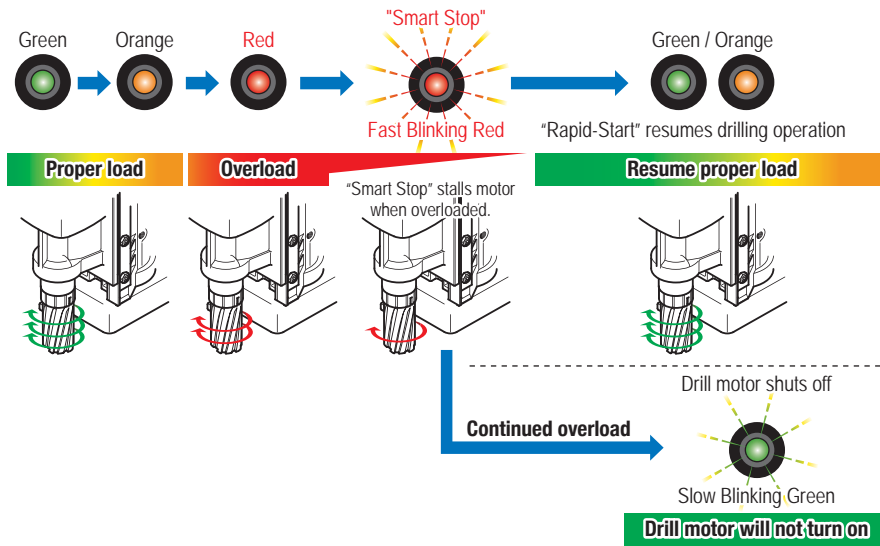 "Smart Stop"
Green
Orange
Red
Green / Orange
Fast Blinking Red
"Rapid-Start" resumes drilling operation
Proper load
Overload
Resume proper load
"Smart Stop" stalls motor
when overloaded.
Drill motor shuts off
Continued overload
Slow Blinking Green
Drill motor will not turn on